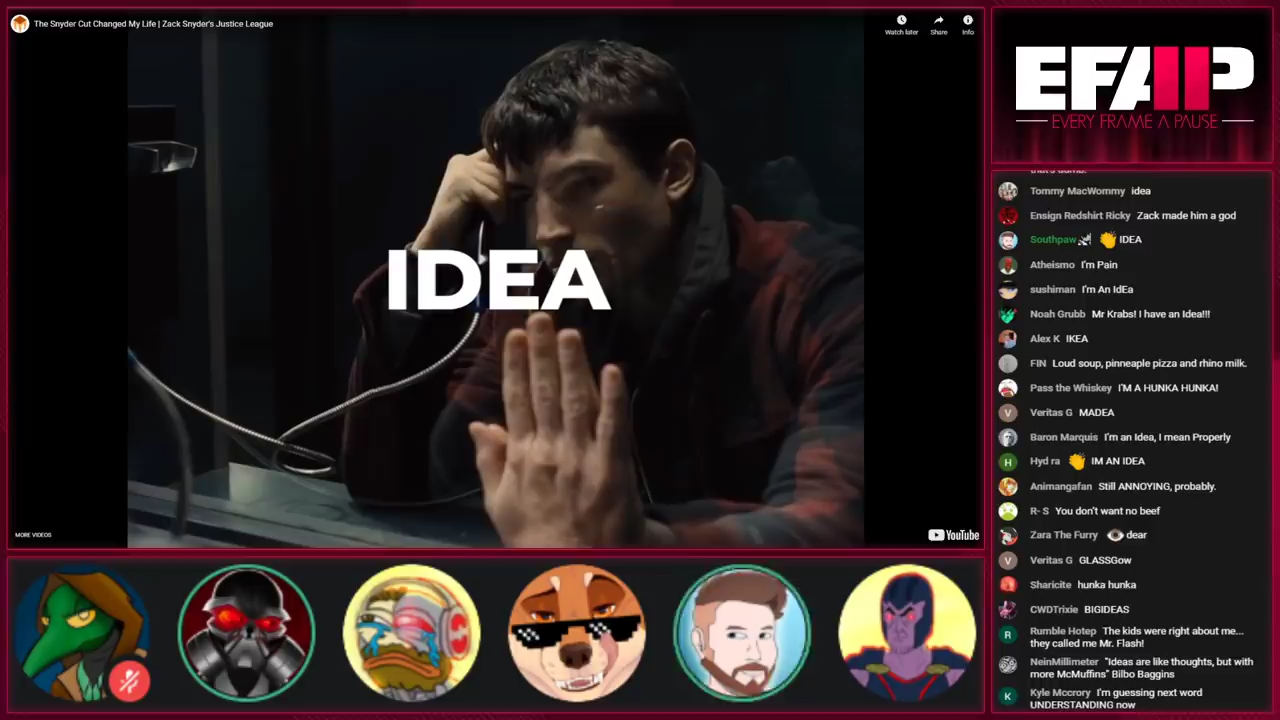 The Snyder Cut Changed My Life | Zack Snyder's Justice League
Watch later
Share
Info
IDEA
MORE VIDEOS
YouTube
EFAP
EVERY FRAME A PAUSE
that's dumb.
Tommy MacWommy idea
Ensign Redshirt Ricky Zack made him a god
Southpaw IDEA
Atheismo I'm Pain
sushiman I'm An IdEa
Noah Grubb Mr Krabs! I have an Idea!!!
Alex K IKEA
FIN Loud soup, pinneaple pizza and rhino milk.
Pass the Whiskey I'M A HUNKA HUNKA!
V
Veritas G MADEA
Baron Marquis I'm an Idea, I mean Properly
H
Hyd ra IM AN IDEA
Animangafan Still ANNOYING, probably.
R- S You don't want no beef
Zara The Furry dear
V
Veritas G GLASSGow
Sharicite hunka hunka
CWDTrixie BIGIDEAS
R
Rumble Hotep The kids were right about me...
they called me Mr. Flash!
NeinMillimeter "Ideas are like thoughts, but with
more McMuffins" Bilbo Baggins
K
Kyle Mccrory I'm guessing next word
UNDERSTANDING now